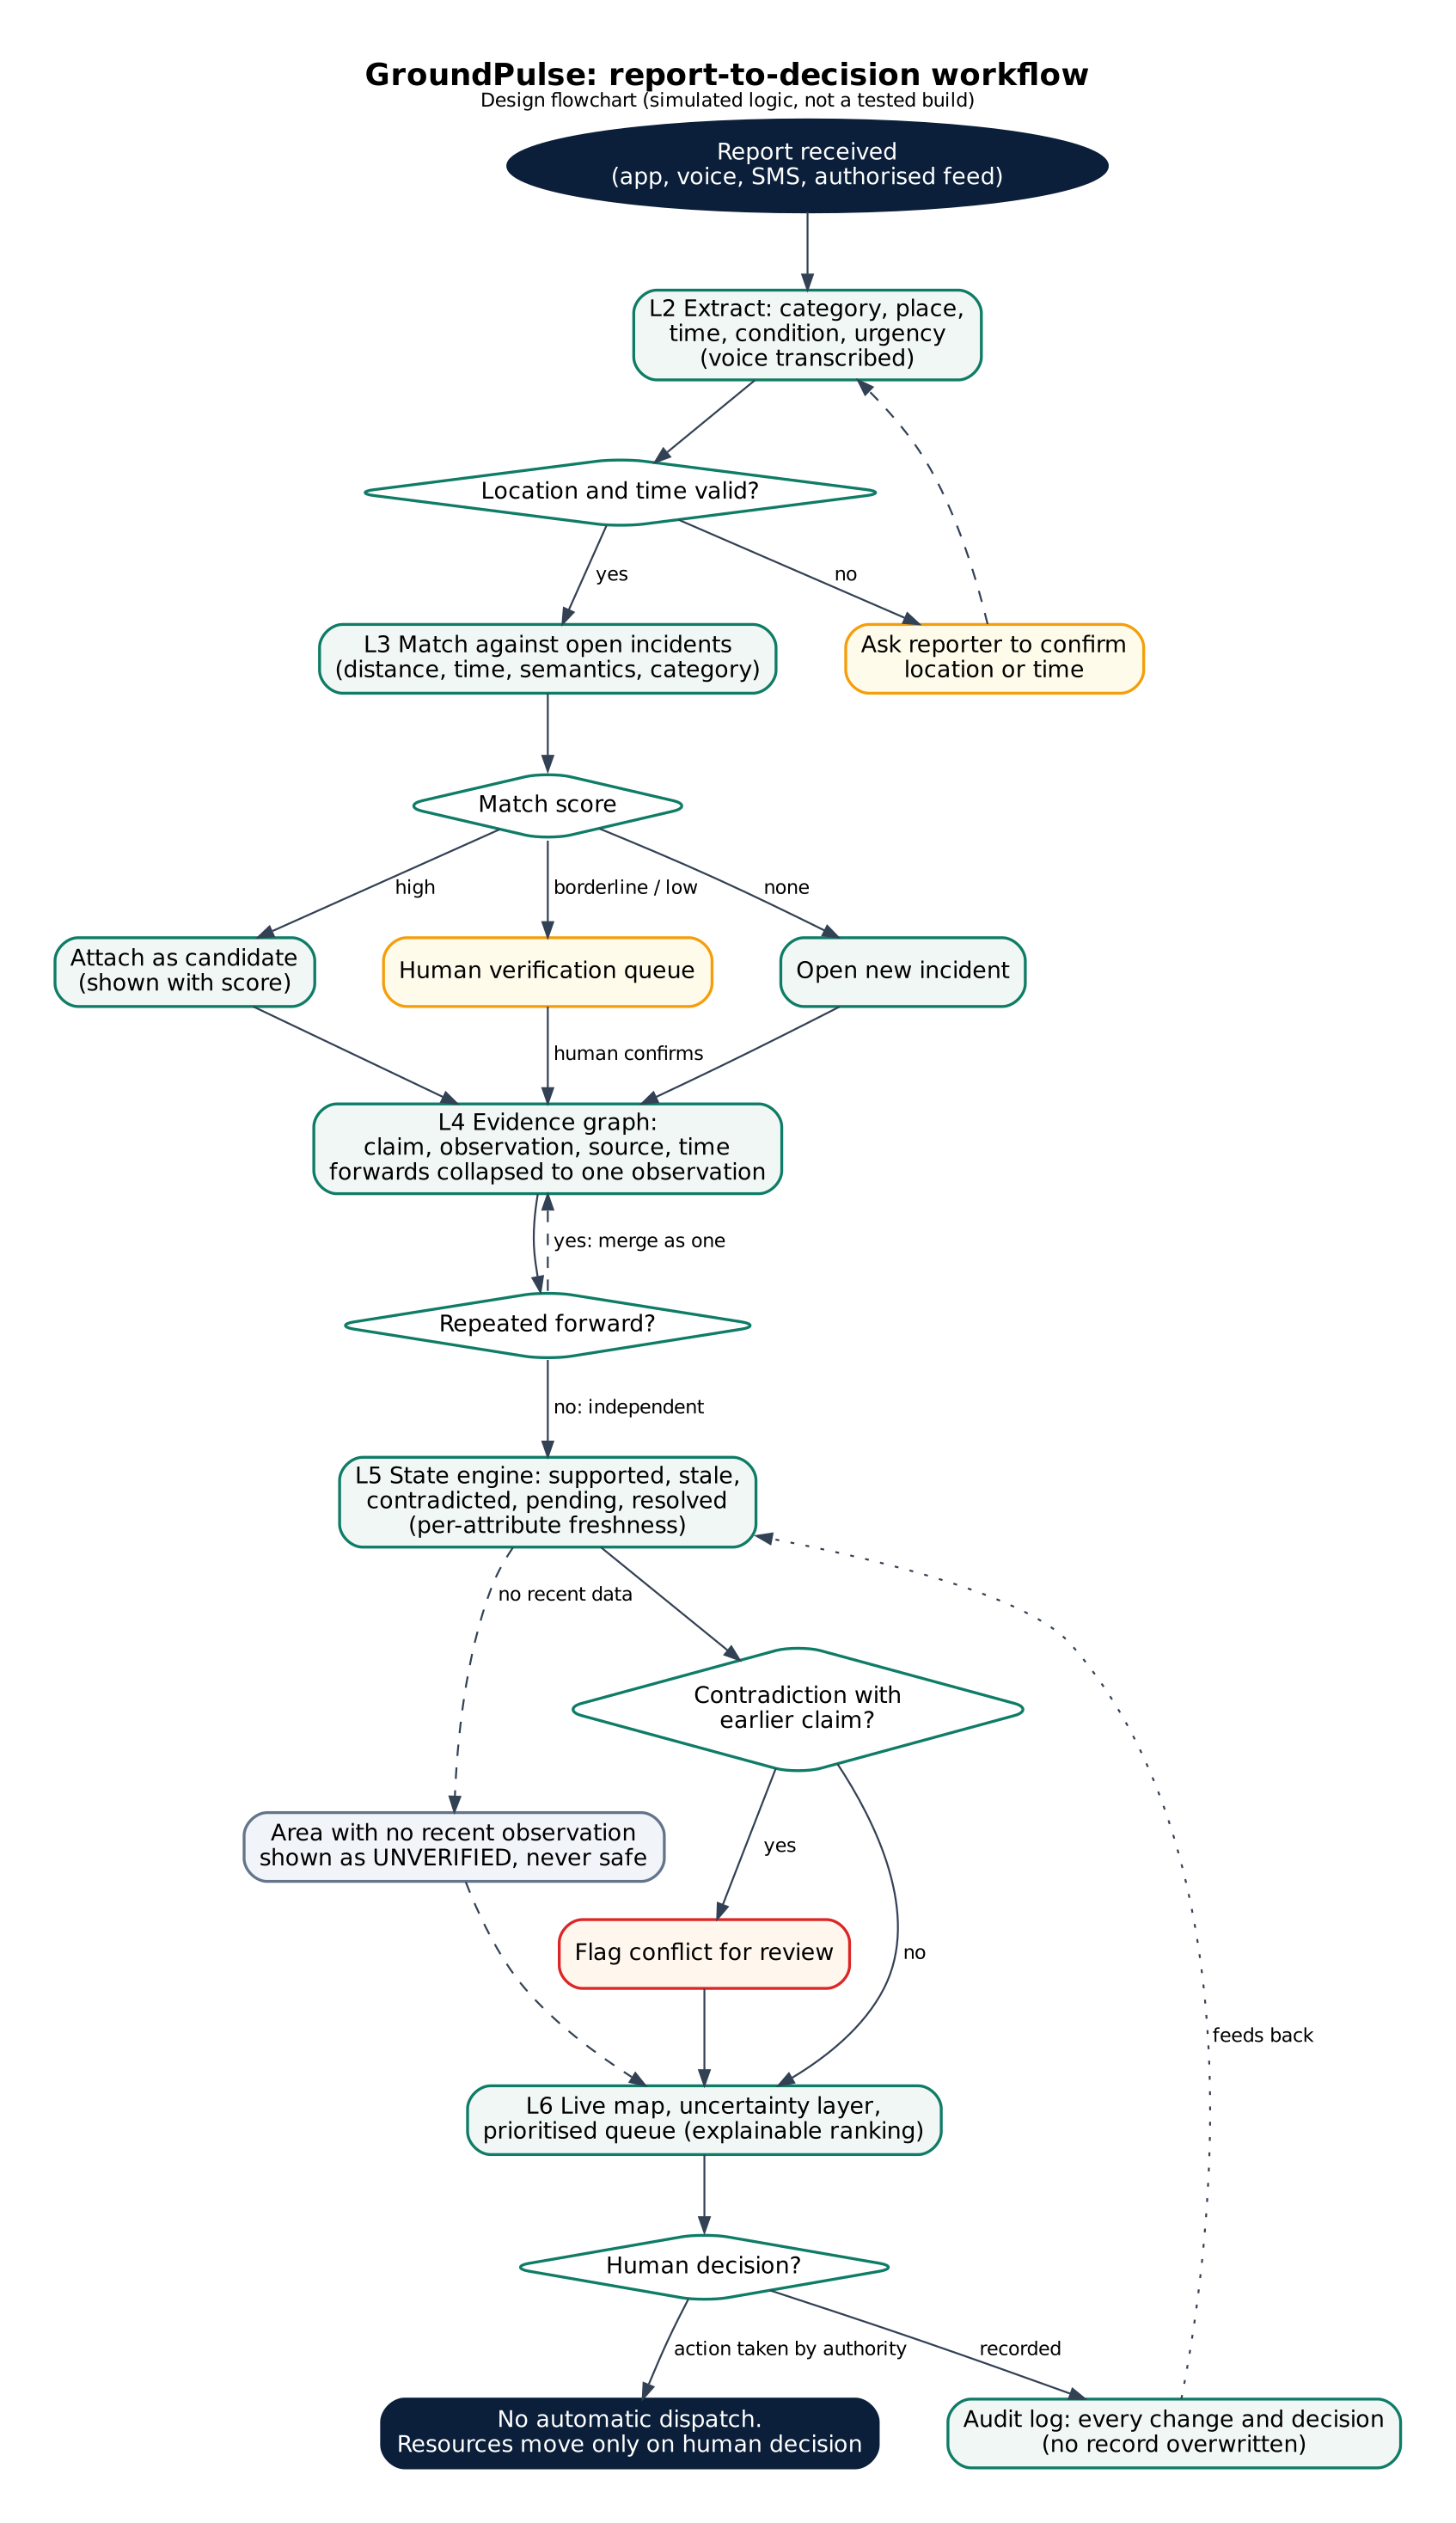 GroundPulse: report-to-decision workflow
Design flowchart (simulated logic, not a tested build)
Report received
(app, voice, SMS, authorised feed)
L2 Extract: category, place,
time, condition, urgency
(voice transcribed)
Location and time valid?
yes
no
L3 Match against open incidents
(distance, time, semantics, category)
Ask reporter to confirm
location or time
Match score
high
borderline / low
none
Attach as candidate
(shown with score)
Human verification queue
Open new incident
human confirms
L4 Evidence graph:
claim, observation, source, time
forwards collapsed to one observation
yes: merge as one
Repeated forward?
no: independent
L5 State engine: supported, stale,
contradicted, pending, resolved
(per-attribute freshness)
no recent data
Contradiction with
earlier claim?
Area with no recent observation
shown as UNVERIFIED, never safe
yes
Flag conflict for review
no
feeds back
L6 Live map, uncertainty layer,
prioritised queue (explainable ranking)
Human decision?
action taken by authority
recorded
No automatic dispatch.
Resources move only on human decision
Audit log: every change and decision
(no record overwritten)